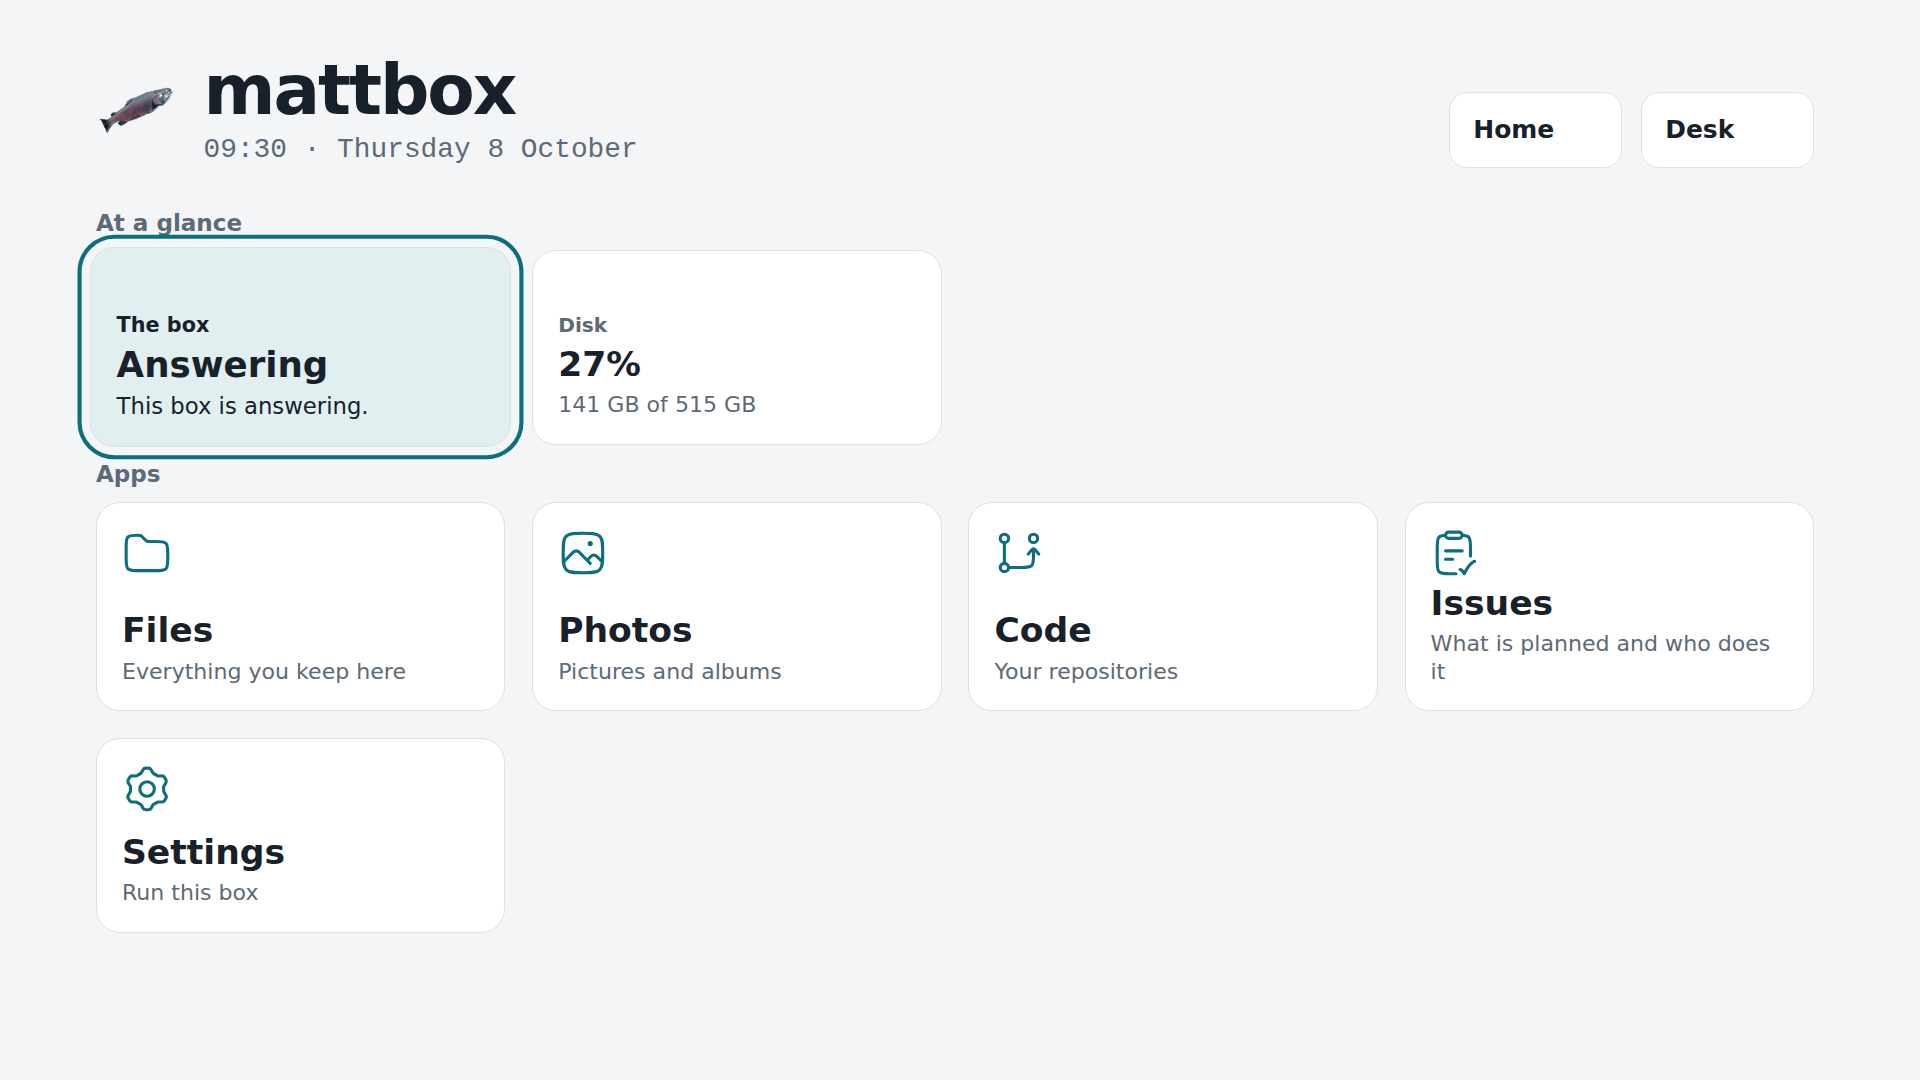 mattbox
09:30 · Thursday 8 October
Home
Desk
At a glance
The box
Answering
This box is answering.
Disk
27%
141 GB of 515 GB
Apps
Files
Everything you keep here
Photos
Pictures and albums
Code
Your repositories
Issues
What is planned and who does
it
Settings
Run this box